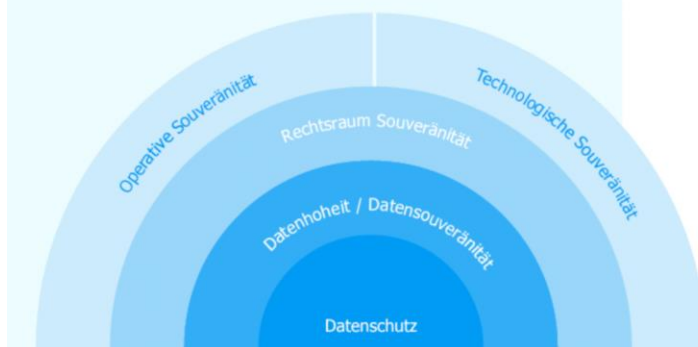 Operative Souveränität
Technologische Souveränität
Rechtsraum Souveränität
Datenhoheit / Datensouveränität
Datenschutz